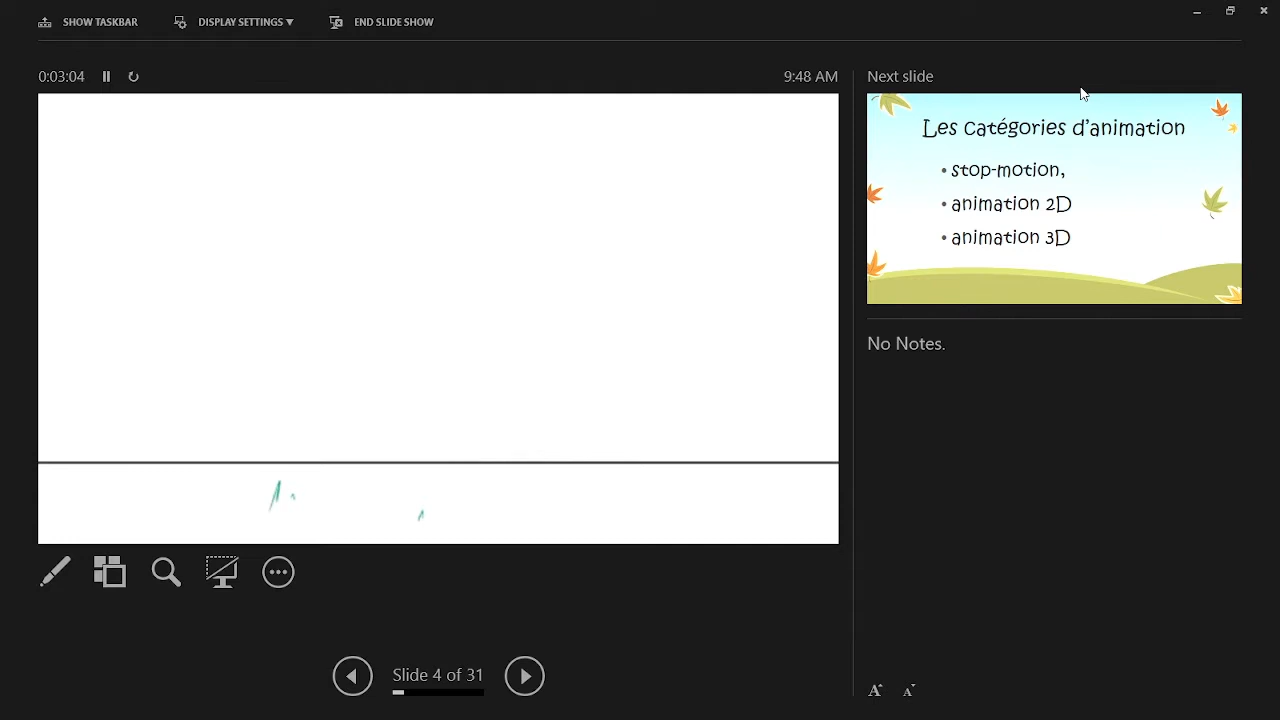 SHOW TASKBAR DISPLAY SETTINGS ▼ END SLIDE SHOW
0:03:04 9:48 AM
Next slide
Les catégories d'animation
• stop-motion,
• animation 2D
• animation 3D
No Notes.
Slide 4 of 31
A A